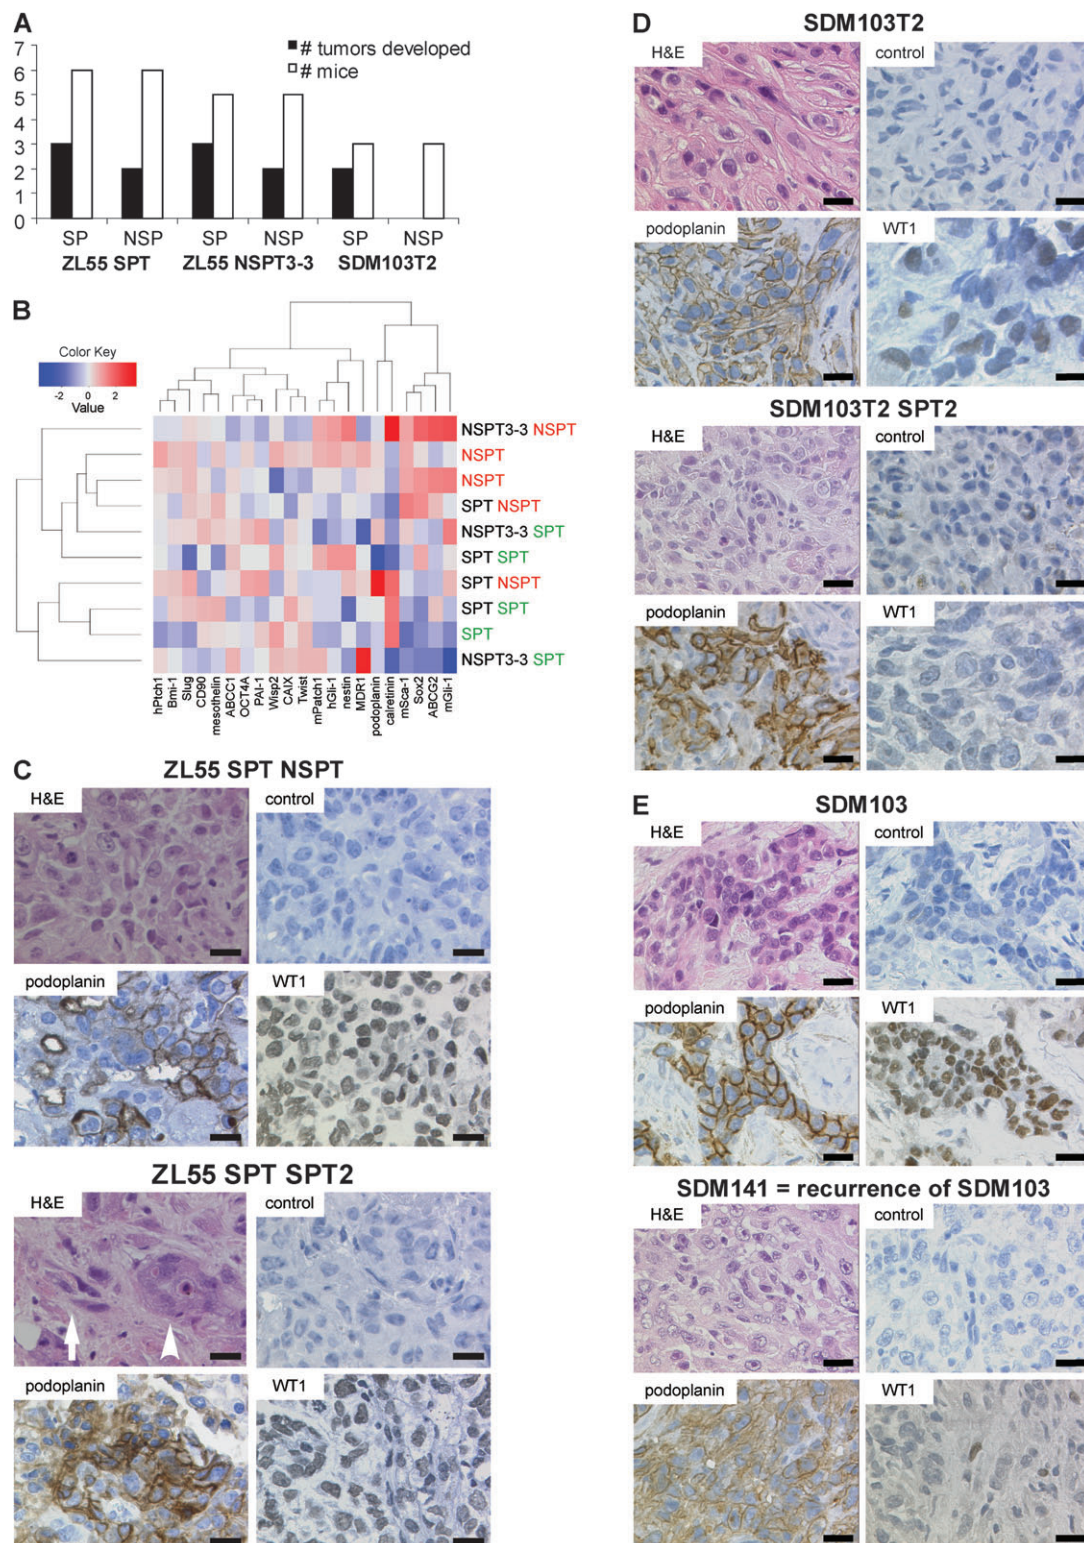 A
■ # tumors developed
□ # mice
7
6
5
4
3
2
1
0
SP NSP SP NSP SP NSP
ZL55 SPT ZL55 NSPT3-3 SDM103T2
B
Color Key
-2 0 2
Value
NSPT3-3 NSPT
NSPT
NSPT
SPT NSPT
NSPT3-3 SPT
SPT SPT
SPT NSPT
SPT SPT
SPT
NSPT3-3 SPT
hPtch1
Bmi-1
Slug
CD90
mesothelin
ABCC1
OCT4A
PAI-1
Wisp2
CAIX
Twist
mPatch1
hGli-1
nestin
MDR1
podoplanin
calretinin
mSca-1
Sox2
ABCG2
mGli-1
C
ZL55 SPT NSPT
H&E control
podoplanin WT1
ZL55 SPT SPT2
H&E control
podoplanin WT1
D
SDM103T2
H&E control
podoplanin WT1
SDM103T2 SPT2
H&E control
podoplanin WT1
E
SDM103
H&E control
podoplanin WT1
SDM141 = recurrence of SDM103
H&E control
podoplanin WT1